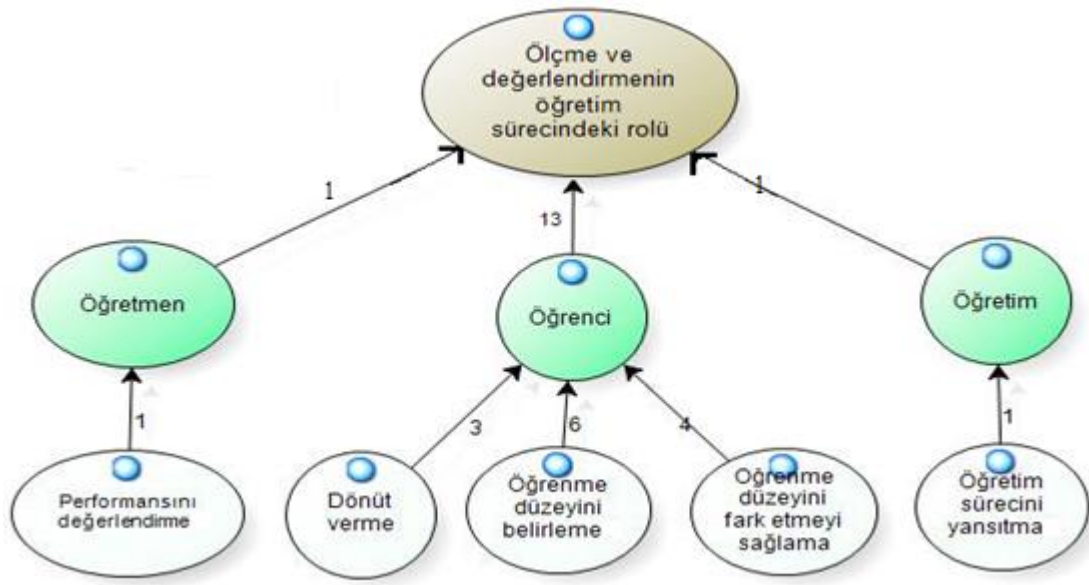 Ölçme ve
değerlendirmenin
öğretim
sürecindeki rolü
1
13
1
Öğretmen
Öğrenci
Öğretim
1
3
6
4
1
Performansını
değerlendirme
Dönüt
verme
Öğrenme
düzeyini
belirleme
Öğrenme
düzeyini
fark etmeyi
sağlama
Öğretim
sürecini
yansıtma